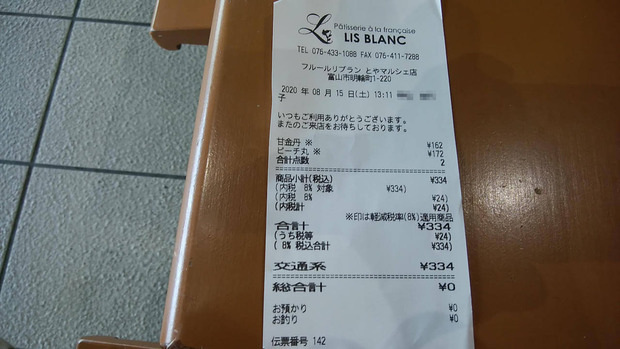 Pâtisserie à la française
LIS BLANC
TEL 076-433-1088 FAX 076-411-7288
フルールリブラン とやマルシェ店
富山市明輪町1-220
2020 年 08 月 15 日(土) 13:11
子
いつもご利用ありがとうございます。
またのご来店をお待ちしております。
甘金丹 ※ ¥162
ピーチ丸 ※ ¥172
合計点数 2
商品小計(税込) ¥334
(内税 8% 対象 ¥334)
(内税 8% ¥24)
(内税計 ¥24)
※印は軽減税率(8%)適用商品
合計 ¥334
(うち税等 ¥24)
( 8% 税込合計 ¥334)
交通系 ¥334
総合計 ¥0
お預かり ¥0
お釣り ¥0
伝票番号 142